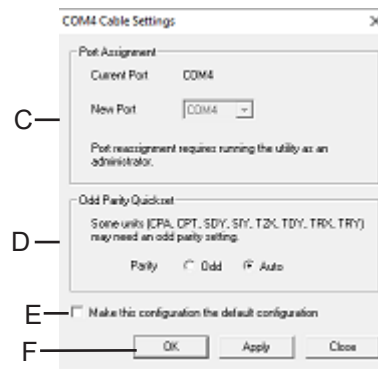 COM4 Cable Settings
Port Assignment
Current Port COM4
New Port COM4
C
Port reassignment requires running the utility as an
administrator.
Odd Parity Quickset
Some units (CPA, CPT, SDY, SIY, TZK, TDY, TRX, TRY)
may need an odd parity setting.
D
Parity Odd Auto
E Make this configuration the default configuration
F OK Apply Close